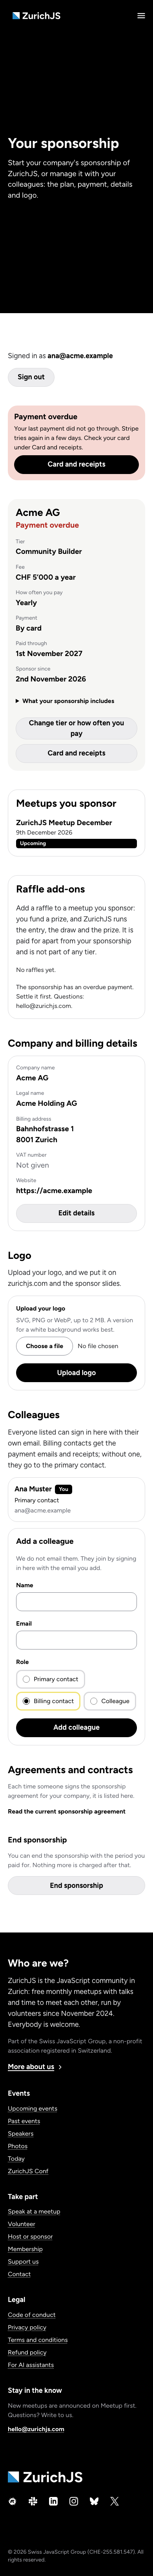 ZurichJS
Your sponsorship
Start your company's sponsorship of
ZurichJS, or manage it with your
colleagues: the plan, payment, details
and logo.
Signed in as ana@acme.example
Sign out
Payment overdue
Your last payment did not go through. Stripe
tries again in a few days. Check your card
under Card and receipts.
Card and receipts
Acme AG
Payment overdue
Tier
Community Builder
Fee
CHF 5'000 a year
How often you pay
Yearly
Payment
By card
Paid through
1st November 2027
Sponsor since
2nd November 2026
What your sponsorship includes
Change tier or how often you
pay
Card and receipts
Meetups you sponsor
ZurichJS Meetup December
9th December 2026
Upcoming
Raffle add-ons
Add a raffle to a meetup you sponsor:
you fund a prize, and ZurichJS runs
the entry, the draw and the prize. It is
paid for apart from your sponsorship
and is not part of any tier.
No raffles yet.
The sponsorship has an overdue payment.
Settle it first. Questions:
hello@zurichjs.com.
Company and billing details
Company name
Acme AG
Legal name
Acme Holding AG
Billing address
Bahnhofstrasse 1
8001 Zurich
VAT number
Not given
Website
https://acme.example
Edit details
Logo
Upload your logo, and we put it on
zurichjs.com and the sponsor slides.
Upload your logo
SVG, PNG or WebP, up to 2 MB. A version
for a white background works best.
Choose a file
No file chosen
Upload logo
Colleagues
Everyone listed can sign in here with their
own email. Billing contacts get the
payment emails and receipts; without one,
they go to the primary contact.
Ana Muster You
Primary contact
ana@acme.example
Add a colleague
We do not email them. They join by signing
in here with the email you add.
Name
Email
Role
Primary contact
Billing contact
Colleague
Add colleague
Agreements and contracts
Each time someone signs the sponsorship
agreement for your company, it is listed here.
Read the current sponsorship agreement
End sponsorship
You can end the sponsorship with the period you
paid for. Nothing more is charged after that.
End sponsorship
Who are we?
ZurichJS is the JavaScript community in
Zurich: free monthly meetups with talks
and time to meet each other, run by
volunteers since November 2024.
Everybody is welcome.
Part of the Swiss JavaScript Group, a non-profit
association registered in Switzerland.
More about us
Events
Upcoming events
Past events
Speakers
Photos
Today
ZurichJS Conf
Take part
Speak at a meetup
Volunteer
Host or sponsor
Membership
Support us
Contact
Legal
Code of conduct
Privacy policy
Terms and conditions
Refund policy
For AI assistants
Stay in the know
New meetups are announced on Meetup first.
Questions? Write to us.
hello@zurichjs.com
ZurichJS
© 2026 Swiss JavaScript Group (CHE-255.581.547). All
rights reserved.